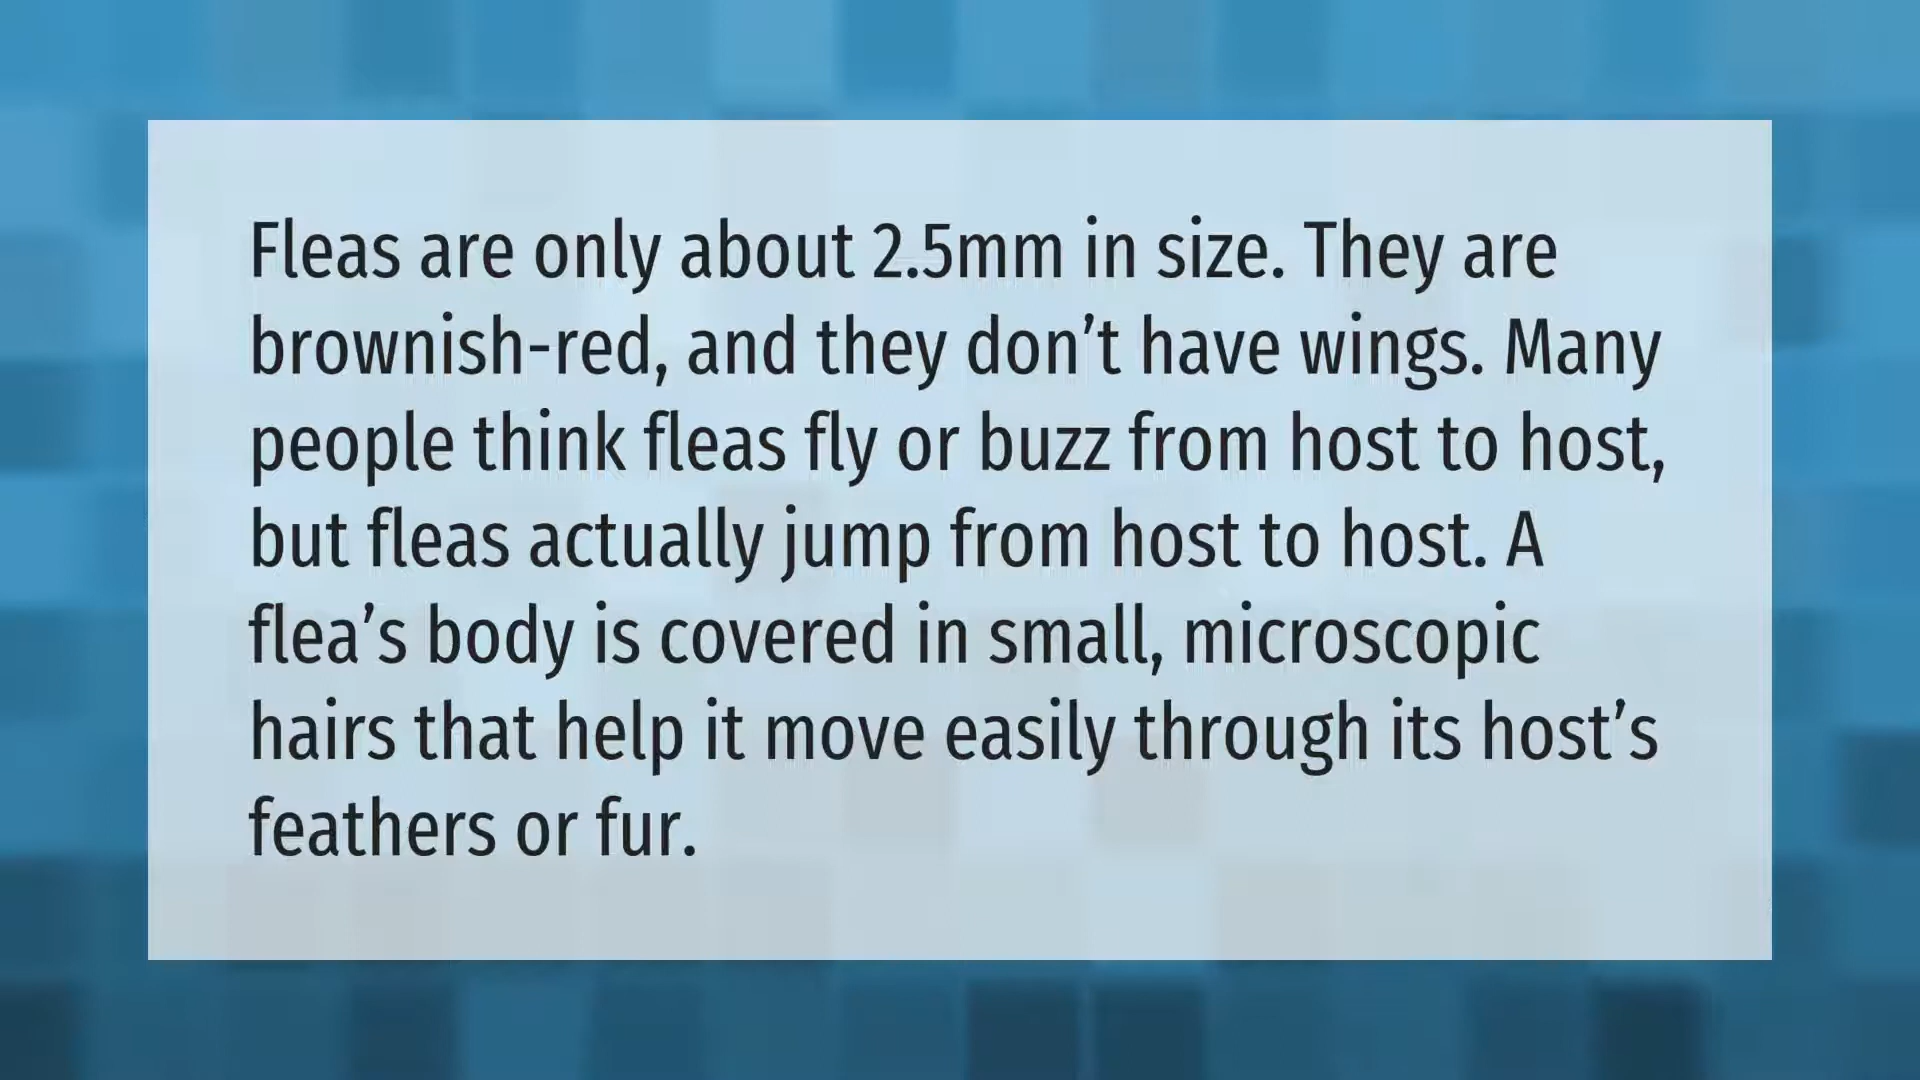 Fleas are only about 2.5mm in size. They are
brownish-red, and they don’t have wings. Many
people think fleas fly or buzz from host to host,
but fleas actually jump from host to host. A
flea’s body is covered in small, microscopic
hairs that help it move easily through its host’s
feathers or fur.